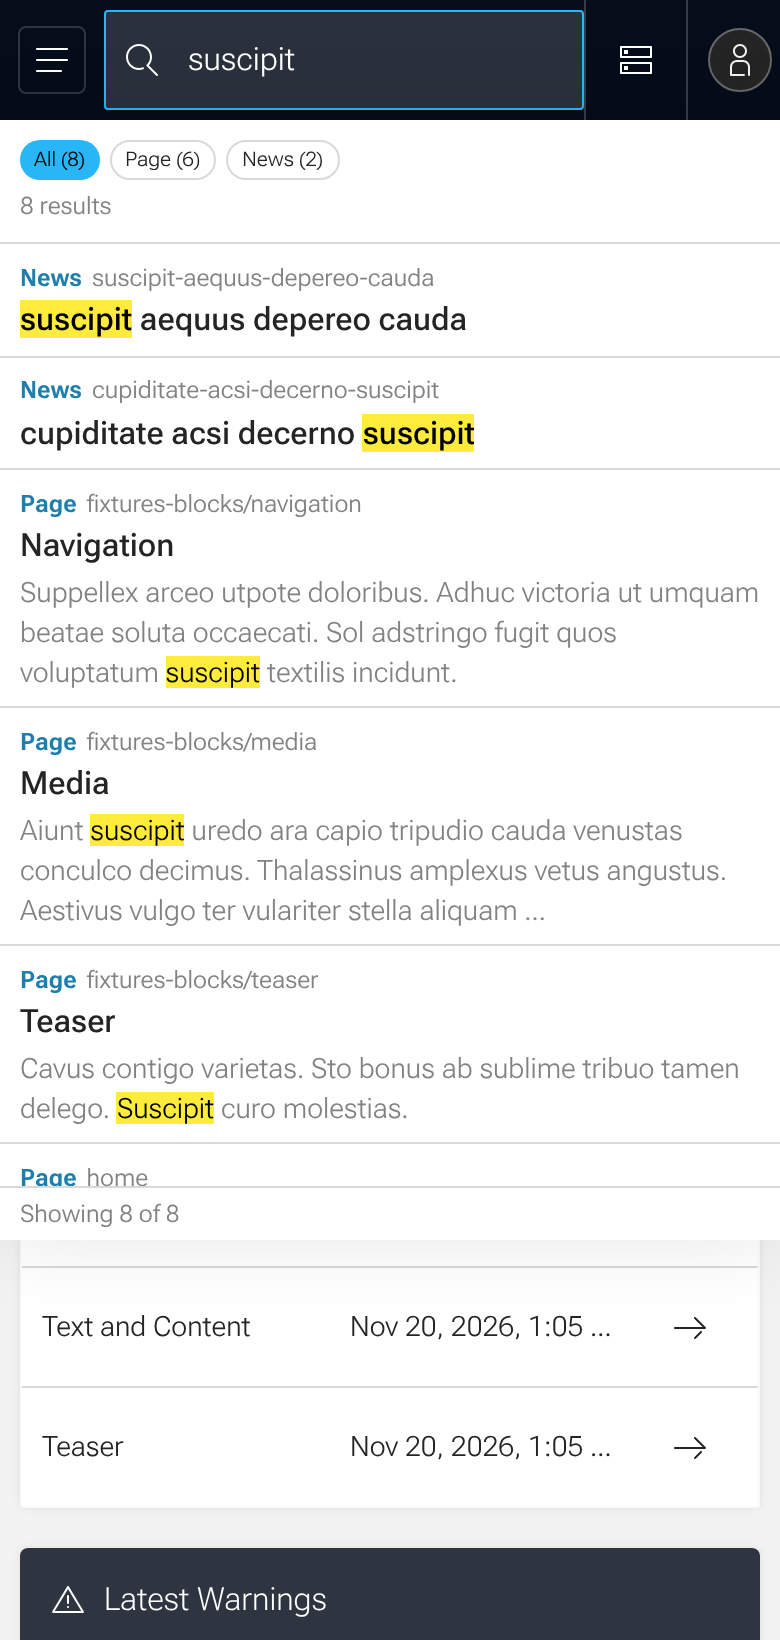 suscipit
All (8) Page (6) News (2)
8 results
News suscipit-aequus-depereo-cauda
suscipit aequus depereo cauda
News cupiditate-acsi-decerno-suscipit
cupiditate acsi decerno suscipit
Page fixtures-blocks/navigation
Navigation
Suppellex arceo utpote doloribus. Adhuc victoria ut umquam
beatae soluta occaecati. Sol adstringo fugit quos
voluptatum suscipit textilis incidunt.
Page fixtures-blocks/media
Media
Aiunt suscipit uredo ara capio tripudio cauda venustas
conculco decimus. Thalassinus amplexus vetus angustus.
Aestivus vulgo ter vulariter stella aliquam ...
Page fixtures-blocks/teaser
Teaser
Cavus contigo varietas. Sto bonus ab sublime tribuo tamen
delego. Suscipit curo molestias.
Page home
Showing 8 of 8
Text and Content Nov 20, 2026, 1:05 ...
Teaser Nov 20, 2026, 1:05 ...
Latest Warnings